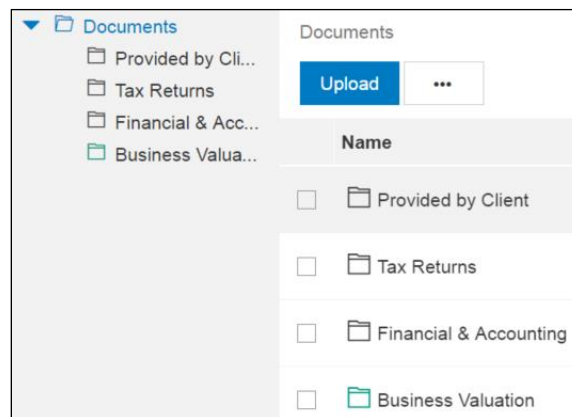 Documents
Provided by Cli...
Tax Returns
Financial & Acc...
Business Valua...
Documents
Upload
•••
Name
Provided by Client
Tax Returns
Financial & Accounting
Business Valuation